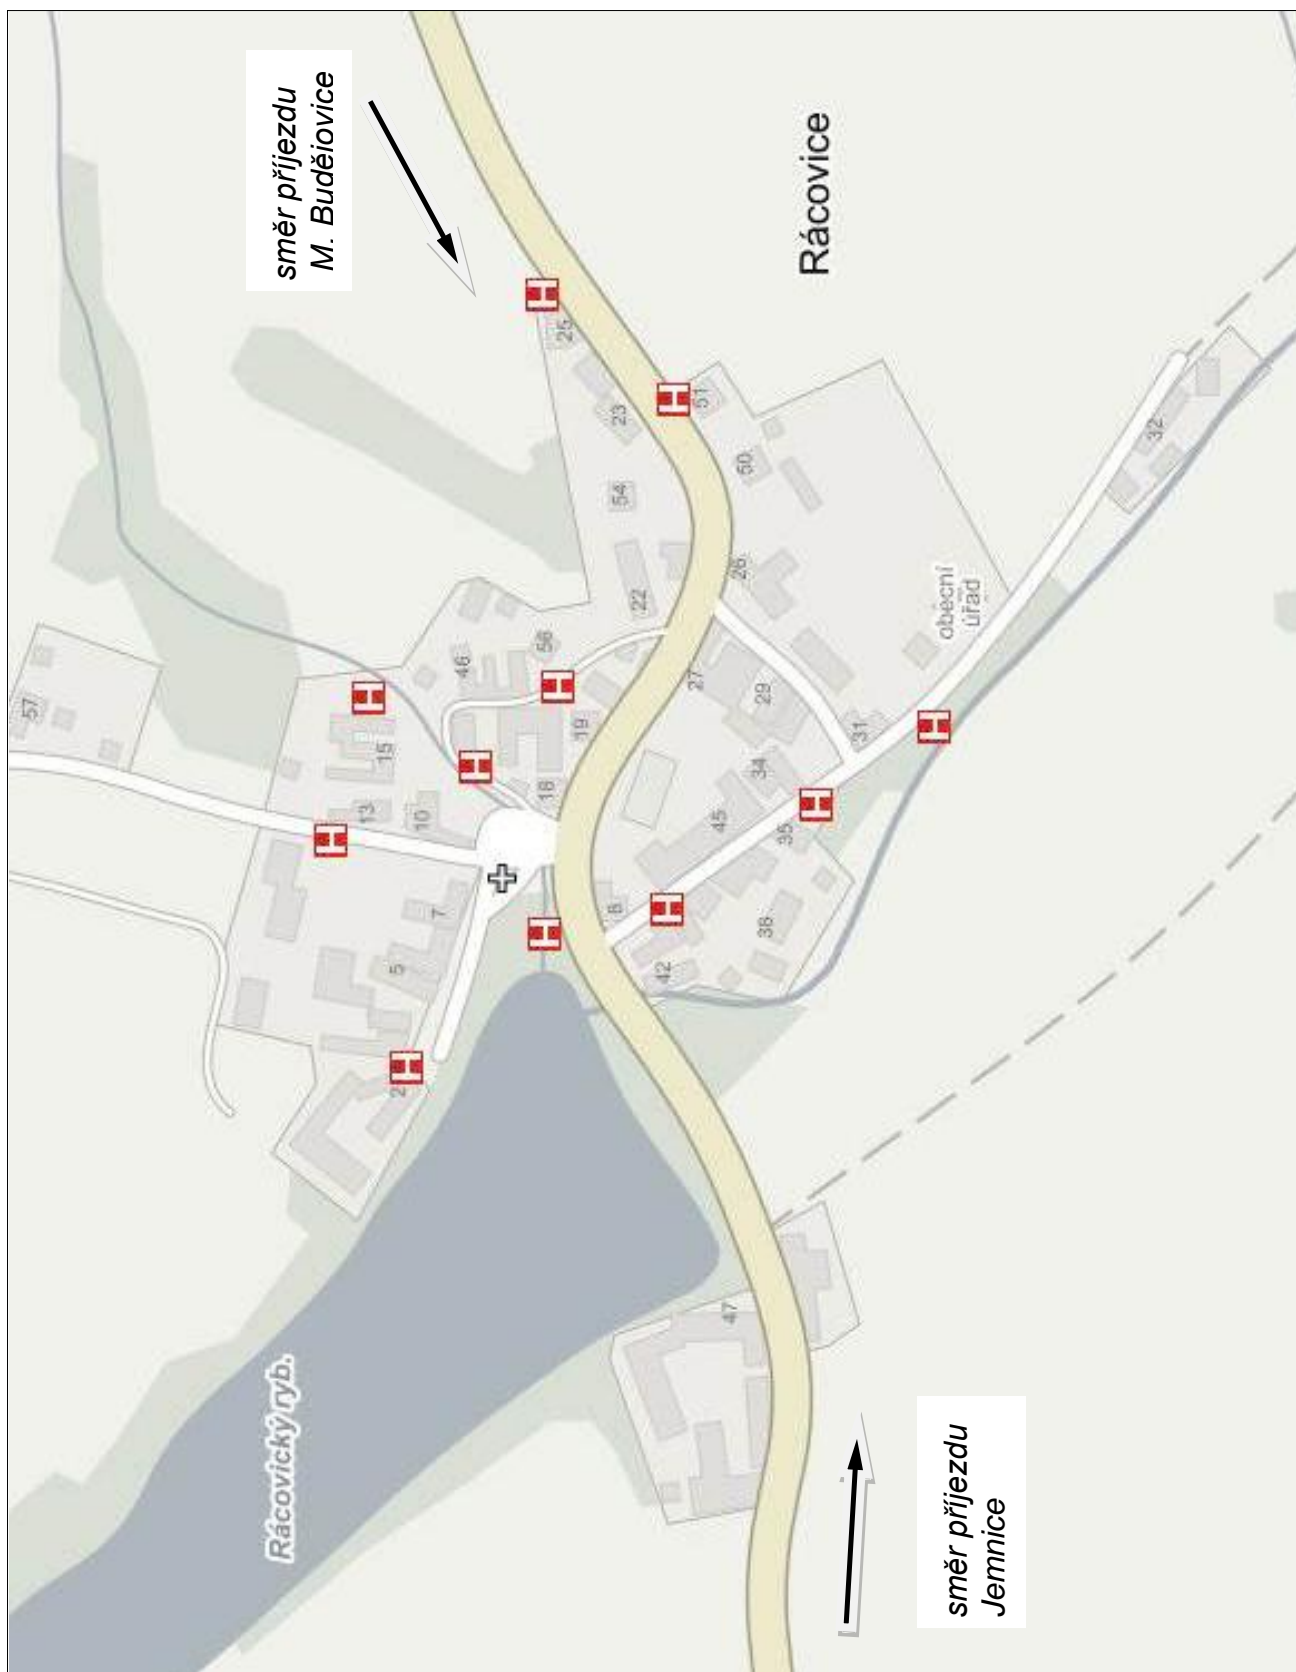 směr příjezdu
M. Buděiovice
Rácovice
H
H
25
23
51
54
50
32
22
26
obecní
úřad
56
46
H
H
57
27
29
19
31
H
15
H
18
34
13
10
H
45
35
H
H
7
8
H
38
H
5
42
H
2
47
Rácovický ryb.
směr příjezdu
Jemnice